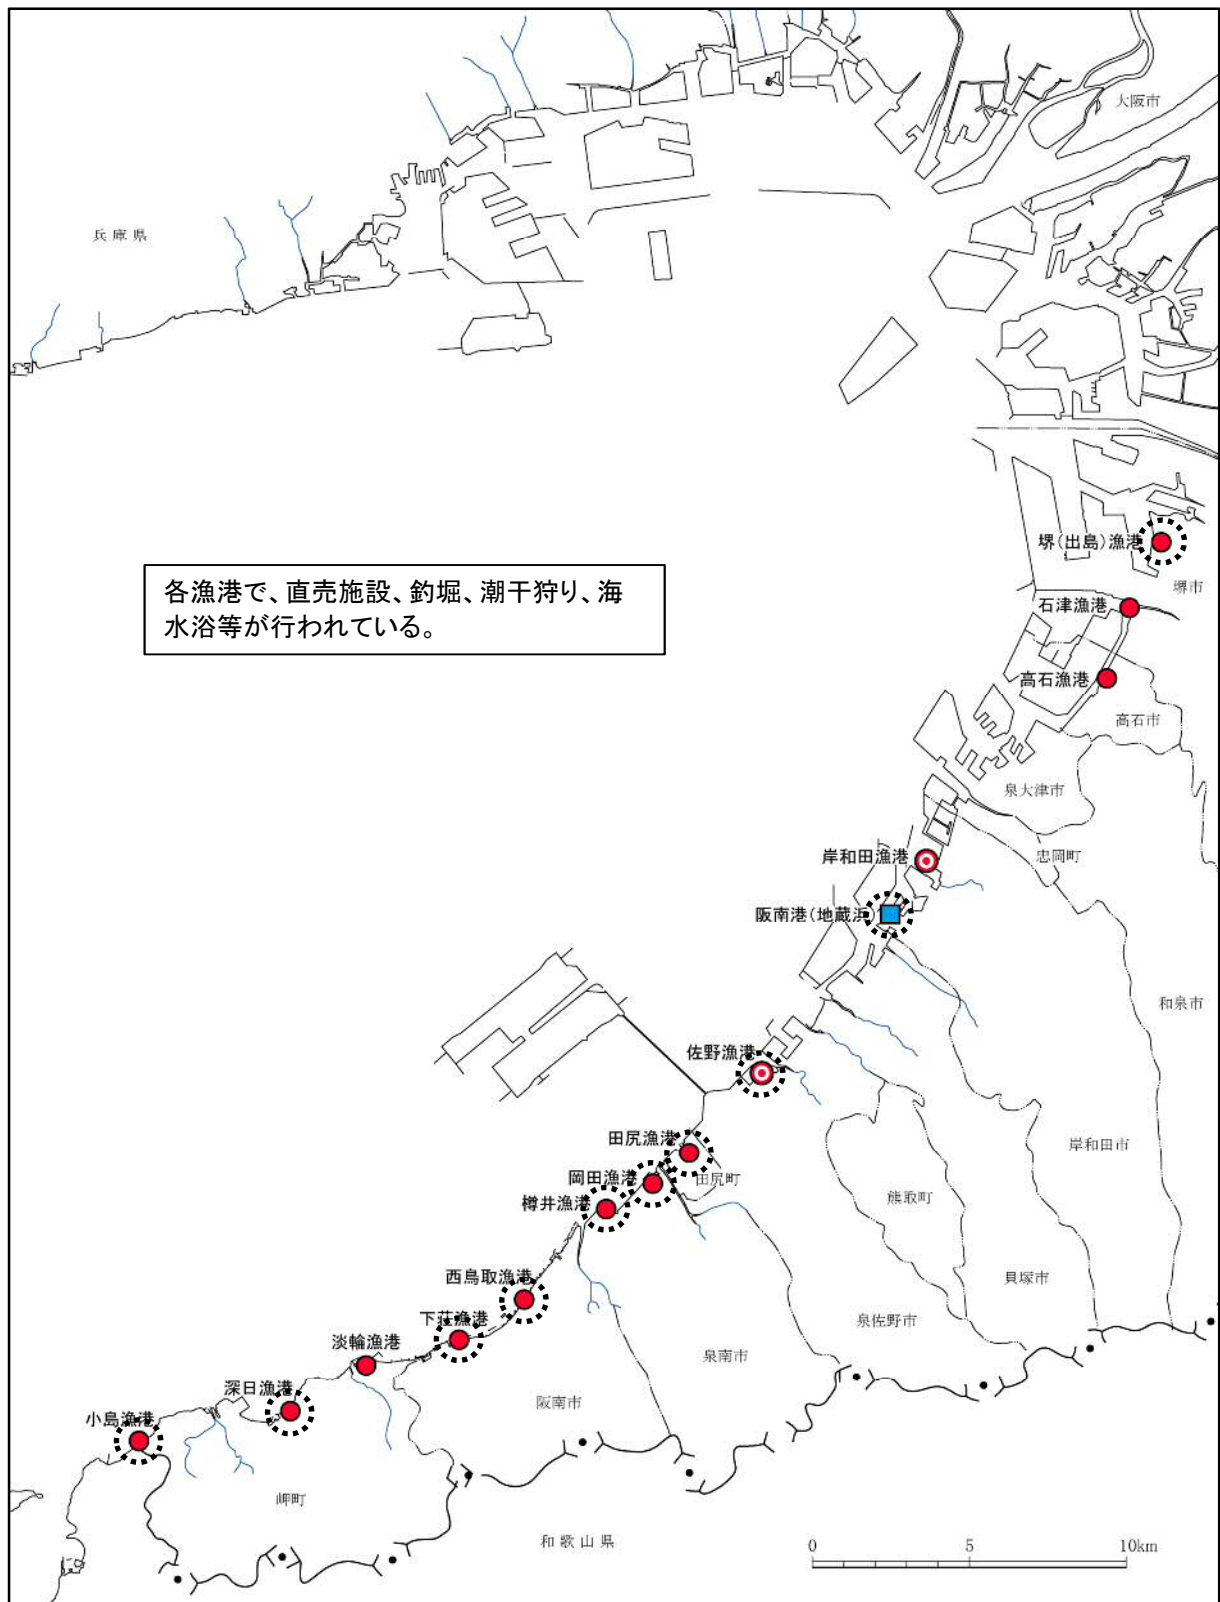 大阪市
兵庫県
堺(出島)漁港
各漁港で、直売施設、釣堀、潮干狩り、海
水浴等が行われている。
堺市
石津漁港
高石漁港
高石市
泉大津市
岸和田漁港
忠岡町
阪南港(地蔵浜)
和泉市
佐野漁港
田尻漁港
岸和田市
岡田漁港
田尻町
熊取町
樽井漁港
西鳥取漁港
貝塚市
下荘漁港
泉佐野市
淡輪漁港
泉南市
深日漁港
阪南市
小島漁港
岬町
和歌山県
0 5 10km